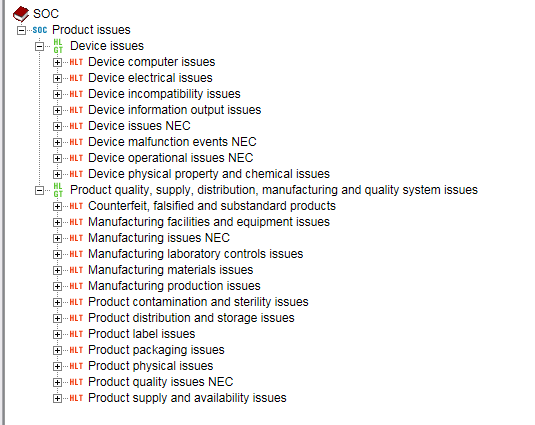 SOC
SOC Product issues
HLGT Device issues
HLT Device computer issues
HLT Device electrical issues
HLT Device incompatibility issues
HLT Device information output issues
HLT Device issues NEC
HLT Device malfunction events NEC
HLT Device operational issues NEC
HLT Device physical property and chemical issues
HLGT Product quality, supply, distribution, manufacturing and quality system issues
HLT Counterfeit, falsified and substandard products
HLT Manufacturing facilities and equipment issues
HLT Manufacturing issues NEC
HLT Manufacturing laboratory controls issues
HLT Manufacturing materials issues
HLT Manufacturing production issues
HLT Product contamination and sterility issues
HLT Product distribution and storage issues
HLT Product label issues
HLT Product packaging issues
HLT Product physical issues
HLT Product quality issues NEC
HLT Product supply and availability issues